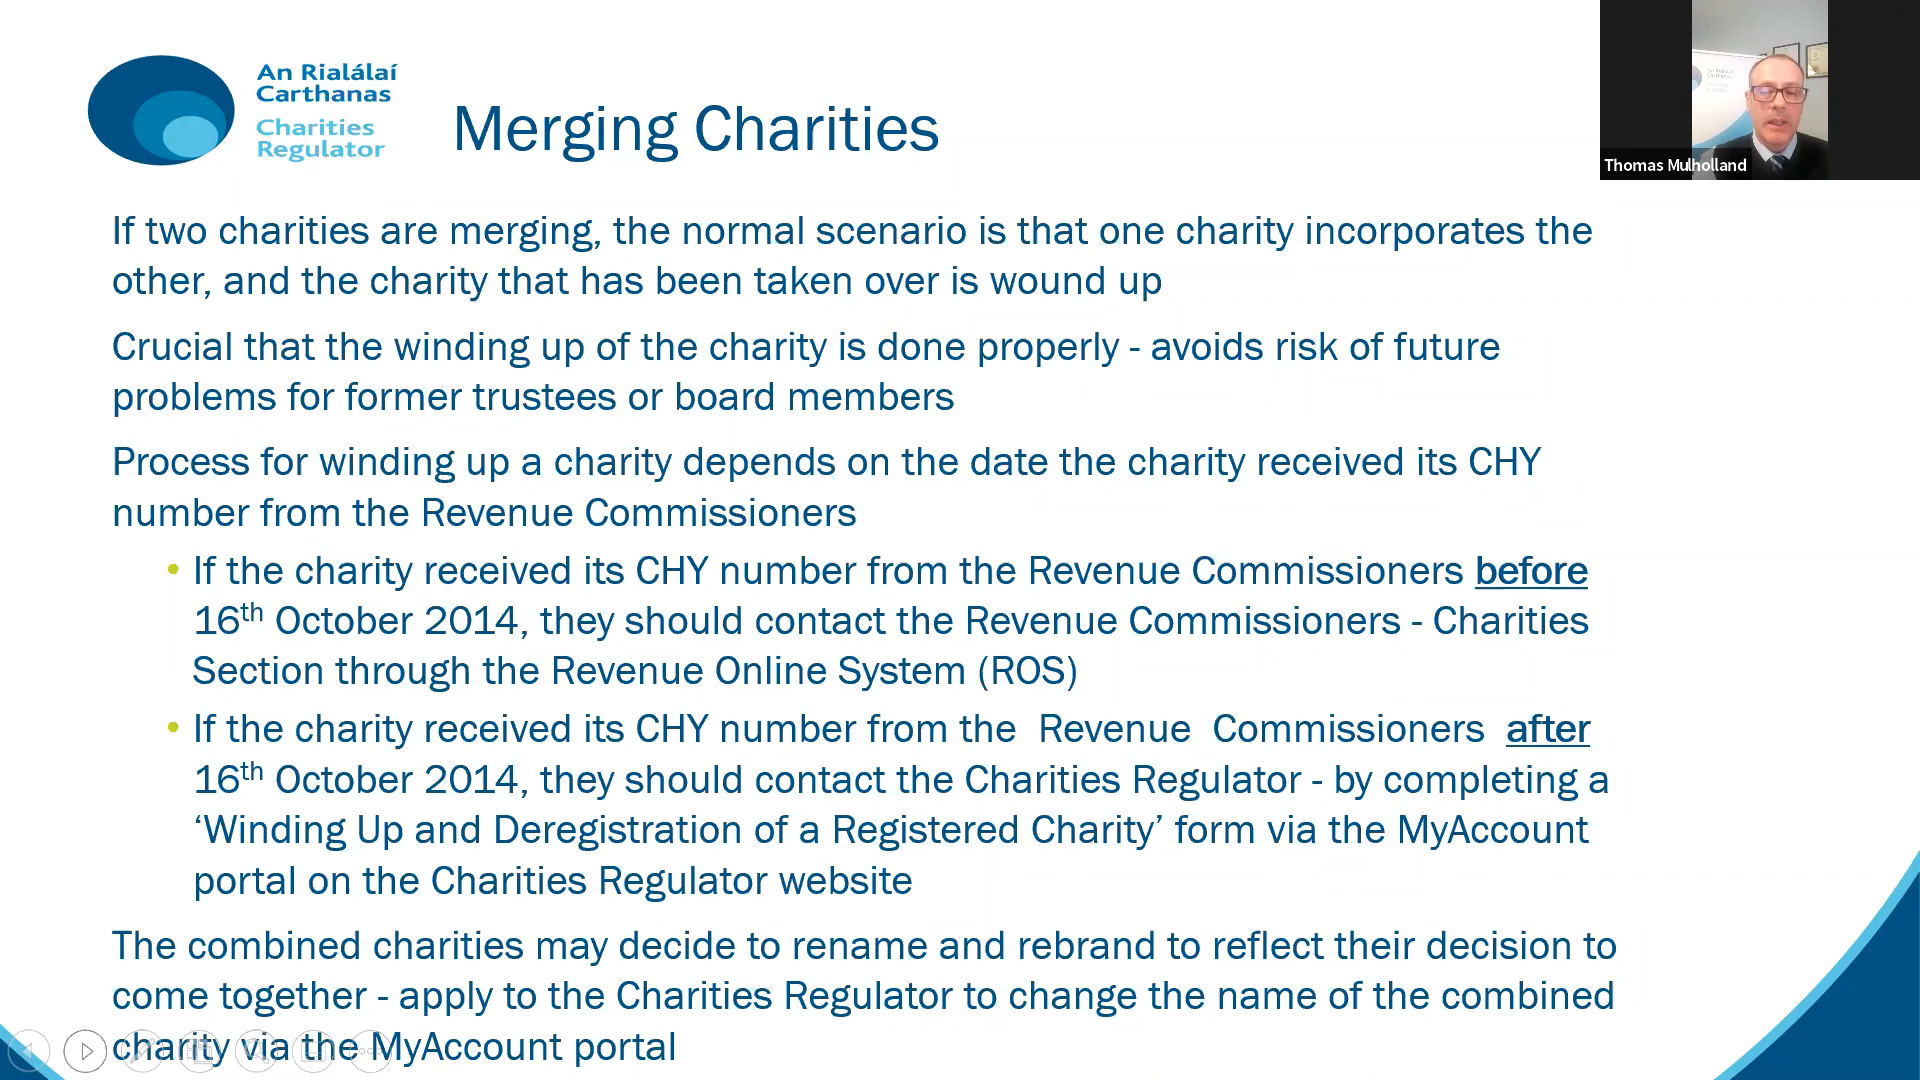 An Rialálaí
Carthanas
Charities
Regulator
Merging Charities
Thomas Mulholland
If two charities are merging, the normal scenario is that one charity incorporates the
other, and the charity that has been taken over is wound up
Crucial that the winding up of the charity is done properly - avoids risk of future
problems for former trustees or board members
Process for winding up a charity depends on the date the charity received its CHY
number from the Revenue Commissioners
• If the charity received its CHY number from the Revenue Commissioners before
16th October 2014, they should contact the Revenue Commissioners - Charities
Section through the Revenue Online System (ROS)
• If the charity received its CHY number from the Revenue Commissioners after
16th October 2014, they should contact the Charities Regulator - by completing a
‘Winding Up and Deregistration of a Registered Charity’ form via the MyAccount
portal on the Charities Regulator website
The combined charities may decide to rename and rebrand to reflect their decision to
come together - apply to the Charities Regulator to change the name of the combined
charity via the MyAccount portal